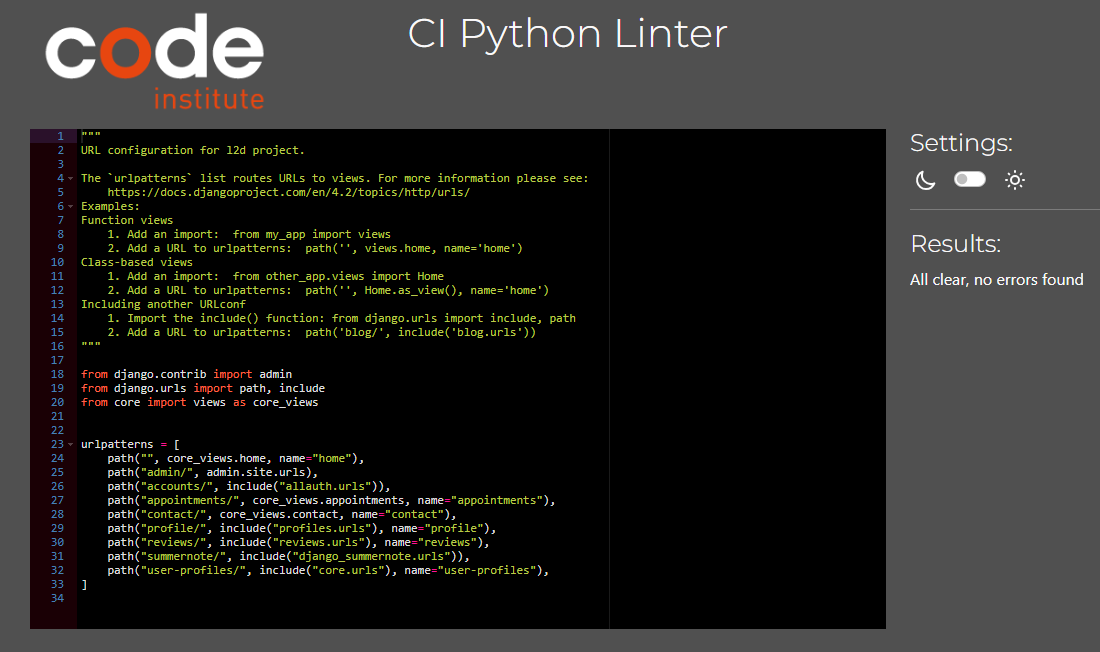 code
institute
CI Python Linter
1 """
2 URL configuration for l2d project.
3
4 The `urlpatterns` list routes URLs to views. For more information please see:
5     https://docs.djangoproject.com/en/4.2/topics/http/urls/
6 Examples:
7 Function views
8     1. Add an import:  from my_app import views
9     2. Add a URL to urlpatterns:  path('', views.home, name='home')
10 Class-based views
11     1. Add an import:  from other_app.views import Home
12     2. Add a URL to urlpatterns:  path('', Home.as_view(), name='home')
13 Including another URLconf
14     1. Import the include() function: from django.urls import include, path
15     2. Add a URL to urlpatterns:  path('blog/', include('blog.urls'))
16 """
17
18 from django.contrib import admin
19 from django.urls import path, include
20 from core import views as core_views
21
22
23 urlpatterns = [
24     path("", core_views.home, name="home"),
25     path("admin/", admin.site.urls),
26     path("accounts/", include("allauth.urls")),
27     path("appointments/", core_views.appointments, name="appointments"),
28     path("contact/", core_views.contact, name="contact"),
29     path("profile/", include("profiles.urls"), name="profile"),
30     path("reviews/", include("reviews.urls"), name="reviews"),
31     path("summernote/", include("django_summernote.urls")),
32     path("user-profiles/", include("core.urls"), name="user-profiles"),
33 ]
34
Settings:
Results:
All clear, no errors found